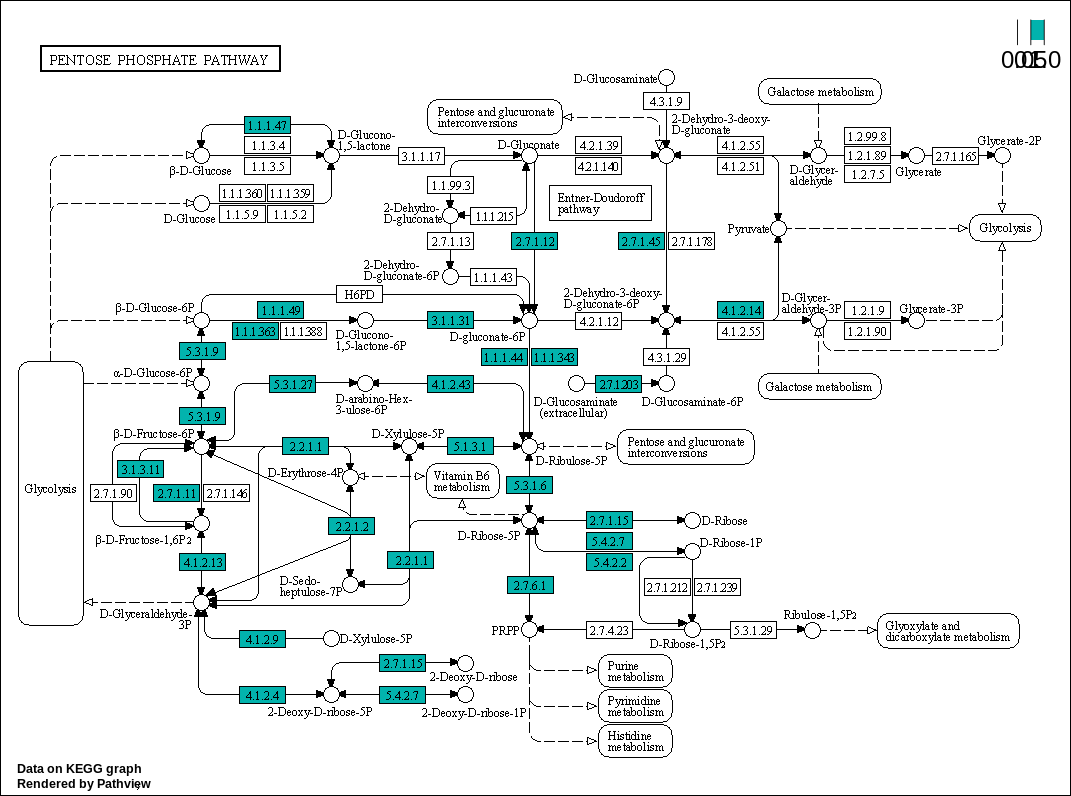 PENTOSE PHOSPHATE PATHWAY
D-Glucosaminate
4.3.1.9
Galactose metabolism
Pentose and glucuronate
interconversions
2-Dehydro-3-deoxy-
D-gluconate
1.1.1.47
1.1.3.4
1.1.3.5
β-D-Glucose
D-Glucono-
1,5-lactone
3.1.1.17
D-Gluconate
4.2.1.39
4.2.1.140
4.1.2.55
4.1.2.51
D-Glycer-
aldehyde
1.2.99.8
1.2.1.89
1.2.7.5
Glycerate
2.7.1.165
Glycerate-2P
1.1.1.360
1.1.1.359
1.1.5.9
1.1.5.2
D-Glucose
1.1.99.3
2-Dehydro-
D-gluconate
1.1.1.215
Entner-Doudoroff
pathway
2.7.1.13
2.7.1.12
2.7.1.45
2.7.1.178
Pyruvate
Glycolysis
2-Dehydro-
D-gluconate-6P
1.1.1.43
H6PD
2-Dehydro-3-deoxy-
D-gluconate-6P
β-D-Glucose-6P
1.1.1.49
1.1.1.363
1.1.1.388
D-Glucono-
1,5-lactone-6P
3.1.1.31
D-gluconate-6P
4.2.1.12
4.1.2.14
4.1.2.55
D-Glycer-
aldehyde-3P
1.2.1.9
1.2.1.90
Glycerate-3P
5.3.1.9
1.1.1.44
1.1.1.343
4.3.1.29
α-D-Glucose-6P
5.3.1.27
4.1.2.43
D-arabino-Hex-
3-ulose-6P
2.7.1.203
D-Glucosaminate
(extracellular)
D-Glucosaminate-6P
Galactose metabolism
5.3.1.9
β-D-Fructose-6P
2.2.1.1
D-Xylulose-5P
5.1.3.1
D-Ribulose-5P
Pentose and glucuronate
interconversions
3.1.3.11
D-Erythrose-4P
Vitamin B6
metabolism
5.3.1.6
Glycolysis
2.7.1.90
2.7.1.11
2.7.1.146
β-D-Fructose-1,6P2
2.2.1.2
D-Ribose-5P
2.7.1.15
D-Ribose
5.4.2.7
5.4.2.2
D-Ribose-1P
4.1.2.13
2.2.1.1
D-Sedo-
heptulose-7P
2.7.6.1
2.7.1.212
2.7.1.239
D-Glyceraldehyde-
3P
PRPP
2.7.4.23
D-Ribose-1,5P2
5.3.1.29
Ribulose-1,5P2
Glyoxylate and
dicarboxylate metabolism
4.1.2.9
D-Xylulose-5P
2.7.1.15
2-Deoxy-D-ribose
Purine
metabolism
4.1.2.4
2-Deoxy-D-ribose-5P
5.4.2.7
2-Deoxy-D-ribose-1P
Pyrimidine
metabolism
Histidine
metabolism
Data on KEGG graph
Rendered by Pathview